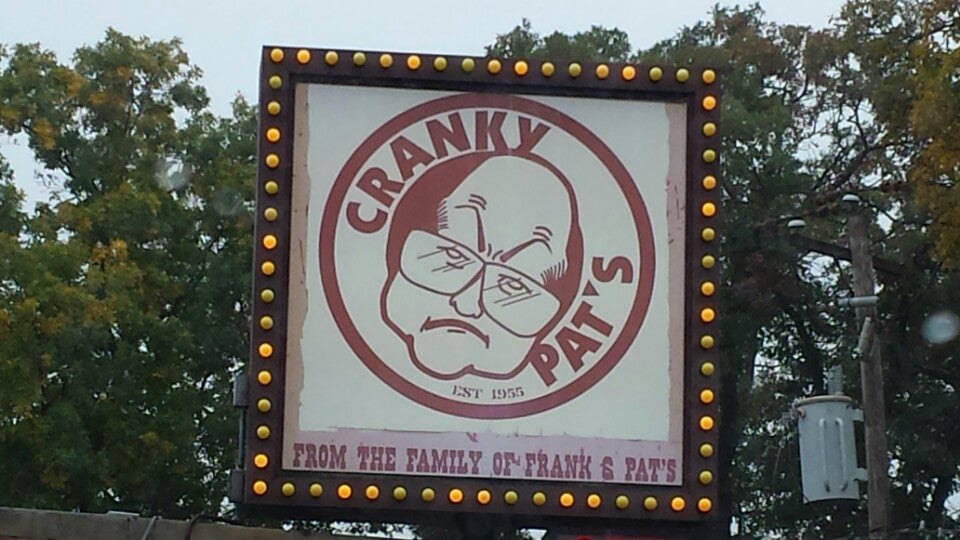 CRANKY
PAT'S
EST 1955
FROM THE FAMILY OF FRANK & PAT'S